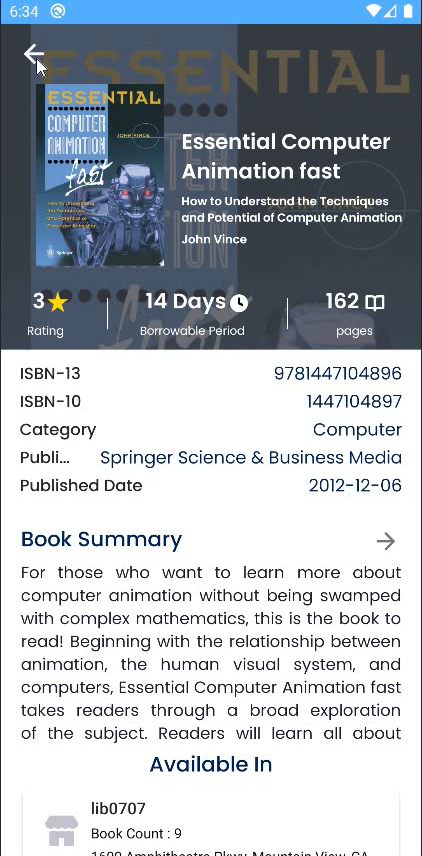 6:34
ESSENTIAL
ESSENTIAL
COMPUTER
ANIMATION
fast
JOHN VINCE
How to Understand
the Techniques
and Potential of
Computer Animation
Springer
Essential Computer
Animation fast
How to Understand the Techniques
and Potential of Computer Animation
John Vince
3 14 Days 162
Rating Borrowable Period pages
ISBN-13 9781447104896
ISBN-10 1447104897
Category Computer
Publi... Springer Science & Business Media
Published Date 2012-12-06
Book Summary
For those who want to learn more about
computer animation without being swamped
with complex mathematics, this is the book to
read! Beginning with the relationship between
animation, the human visual system, and
computers, Essential Computer Animation fast
takes readers through a broad exploration
of the subject. Readers will learn all about
Available In
lib0707
Book Count : 9
1600 Amphitheatre Pkwy, Mountain View, CA